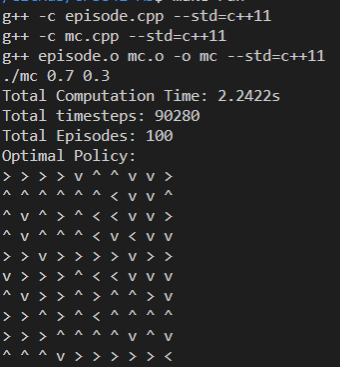 g++ -c episode.cpp --std=c++11
g++ -c mc.cpp --std=c++11
g++ episode.o mc.o -o mc --std=c++11
./mc 0.7 0.3
Total Computation Time: 2.2422s
Total timesteps: 90280
Total Episodes: 100
Optimal Policy:
> > > > v ^ ^ v v >
^ ^ ^ ^ ^ ^ < v v ^
^ v ^ > ^ < < v v >
^ v ^ ^ ^ < v < v v
> > v > > > > v > >
v > > > ^ < < v v v
^ v > > ^ > ^ ^ > v
> > ^ > ^ < ^ ^ ^ ^
> > > ^ ^ ^ ^ v ^ v
^ ^ ^ v > > > > > <